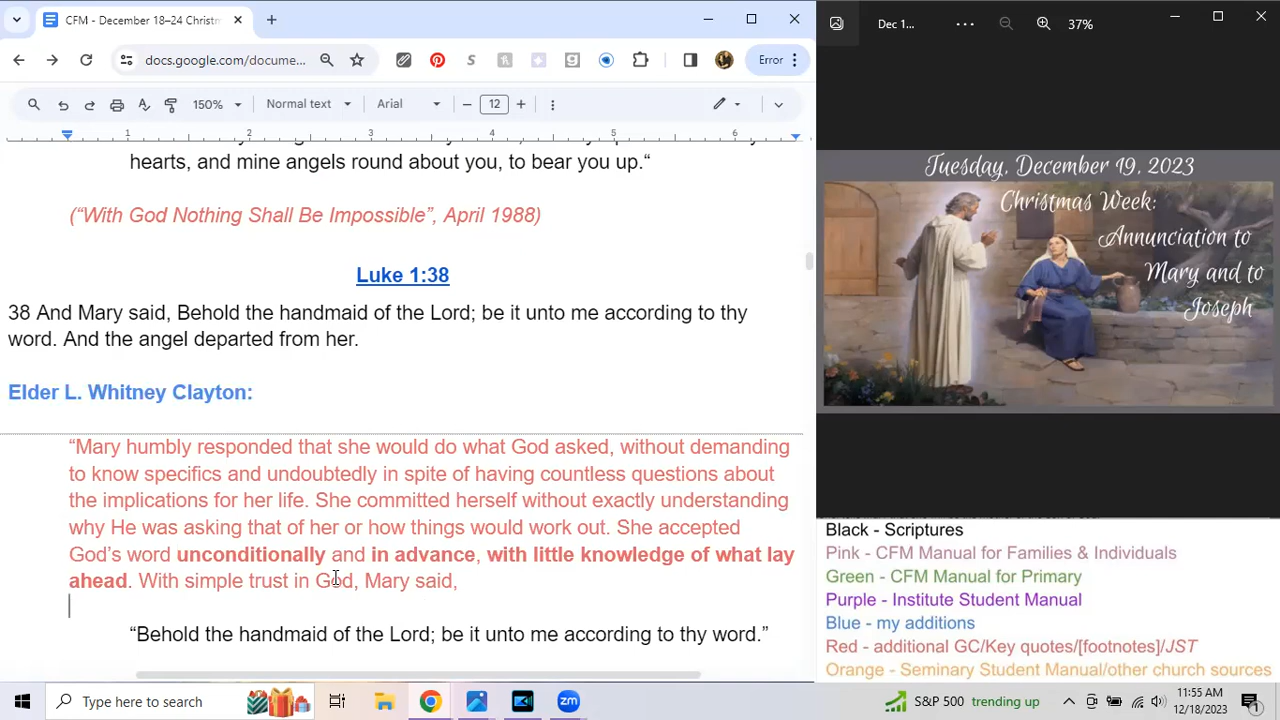 CFM - December 18–24 Christm
docs.google.com/docume...
Error
Dec 1...
37%
150%
Normal text
Arial
12
1
2
3
4
5
6
hearts, and mine angels round about you, to bear you up.“
(“With God Nothing Shall Be Impossible”, April 1988)
Luke 1:38
38 And Mary said, Behold the handmaid of the Lord; be it unto me according to thy
word. And the angel departed from her.
Elder L. Whitney Clayton:
“Mary humbly responded that she would do what God asked, without demanding
to know specifics and undoubtedly in spite of having countless questions about
the implications for her life. She committed herself without exactly understanding
why He was asking that of her or how things would work out. She accepted
God’s word unconditionally and in advance, with little knowledge of what lay
ahead. With simple trust in God, Mary said,
“Behold the handmaid of the Lord; be it unto me according to thy word.”
Tuesday, December 19, 2023
Christmas Week:
Annunciation to
Mary and to
Joseph
Black - Scriptures
Pink - CFM Manual for Families & Individuals
Green - CFM Manual for Primary
Purple - Institute Student Manual
Blue - my additions
Red - additional GC/Key quotes/[footnotes]/JST
Orange - Seminary Student Manual/other church sources
Type here to search
zm
S&P 500 trending up
11:55 AM
12/18/2023
1